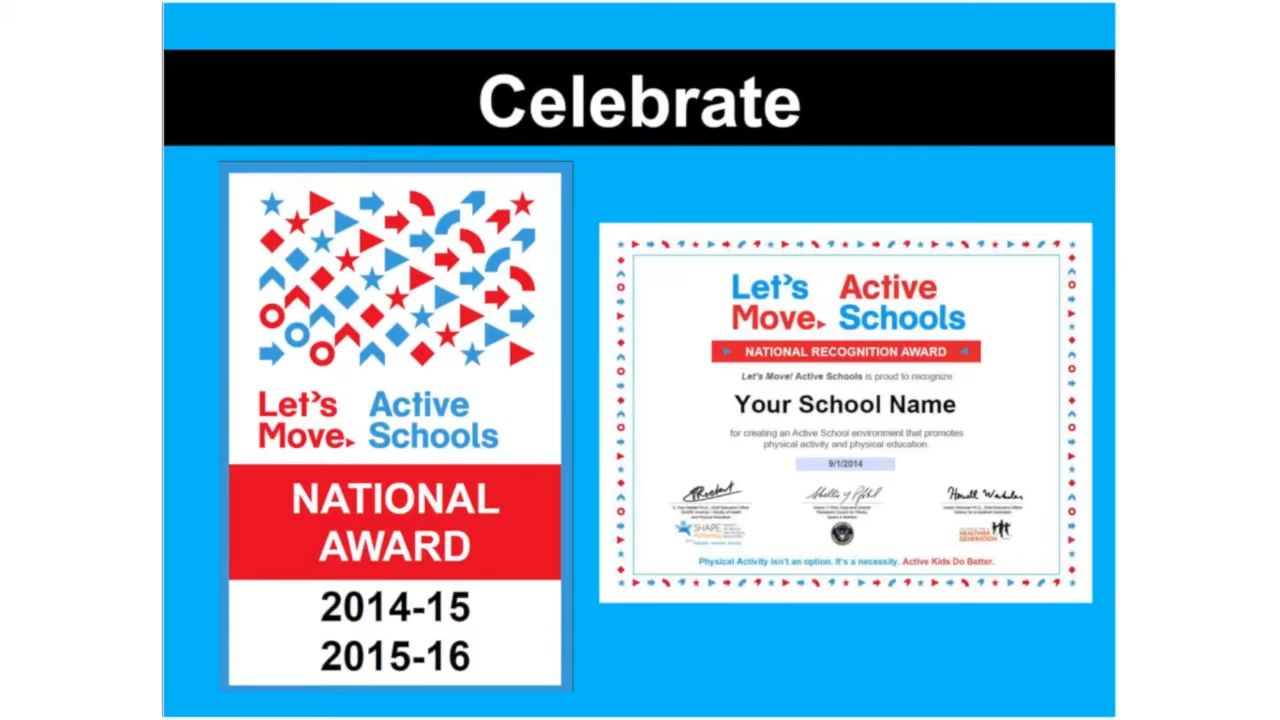 Celebrate
Let's Active
Move Schools
NATIONAL
AWARD
2014-15
2015-16
Let's Active
Move Schools
NATIONAL RECOGNITION AWARD
Let's Move! Active Schools is proud to recognize
Your School Name
for creating an Active School environment that promotes
physical activity and physical education.
9/1/2014
SHAPE
America
HEALTHIER
GENERATION
Physical Activity isn't an option. It's a necessity. Active Kids Do Better.